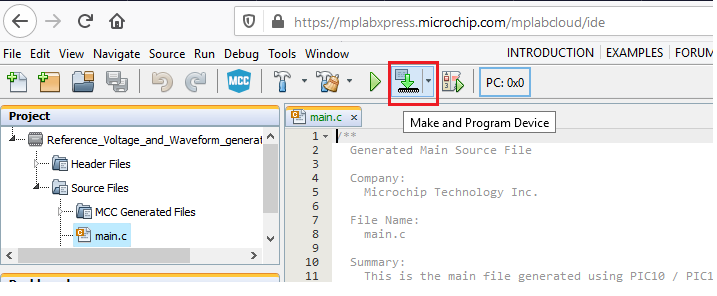 https://mplabxpress.microchip.com/mplabcloud/ide
File Edit View Navigate Source Run Debug Tools Help INTRODUCTION EXAMPLES FORUM
MCC PC: 0x0
Make and Program Device
Project
Reference_Voltage_and_Waveform_generat
Header Files
Source Files
MCC Generated Files
main.c
main.c
1 /**
2 Generated Main Source File
3
4 Company:
5 Microchip Technology Inc.
6
7 File Name:
8 main.c
9
10 Summary:
11 This is the main file generated using PIC10 / PIC1